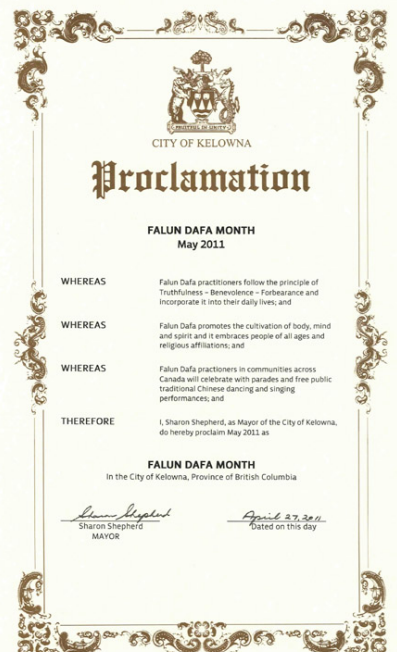 FRUITFUL IN UNITY
CITY OF KELOWNA
Proclamation
FALUN DAFA MONTH
May 2011
WHEREAS
Falun Dafa practitioners follow the principle of
Truthfulness – Benevolence – Forbearance and
incorporate it into their daily lives; and
WHEREAS
Falun Dafa promotes the cultivation of body, mind
and spirit and it embraces people of all ages and
religious affiliations; and
WHEREAS
Falun Dafa practioners in communities across
Canada will celebrate with parades and free public
traditional Chinese dancing and singing
performances; and
THEREFORE
I, Sharon Shepherd, as Mayor of the City of Kelowna,
do hereby proclaim May 2011 as
FALUN DAFA MONTH
In the City of Kelowna, Province of British Columbia
Sharon Shepherd
April 27, 2011
Sharon Shepherd
Dated on this day
MAYOR